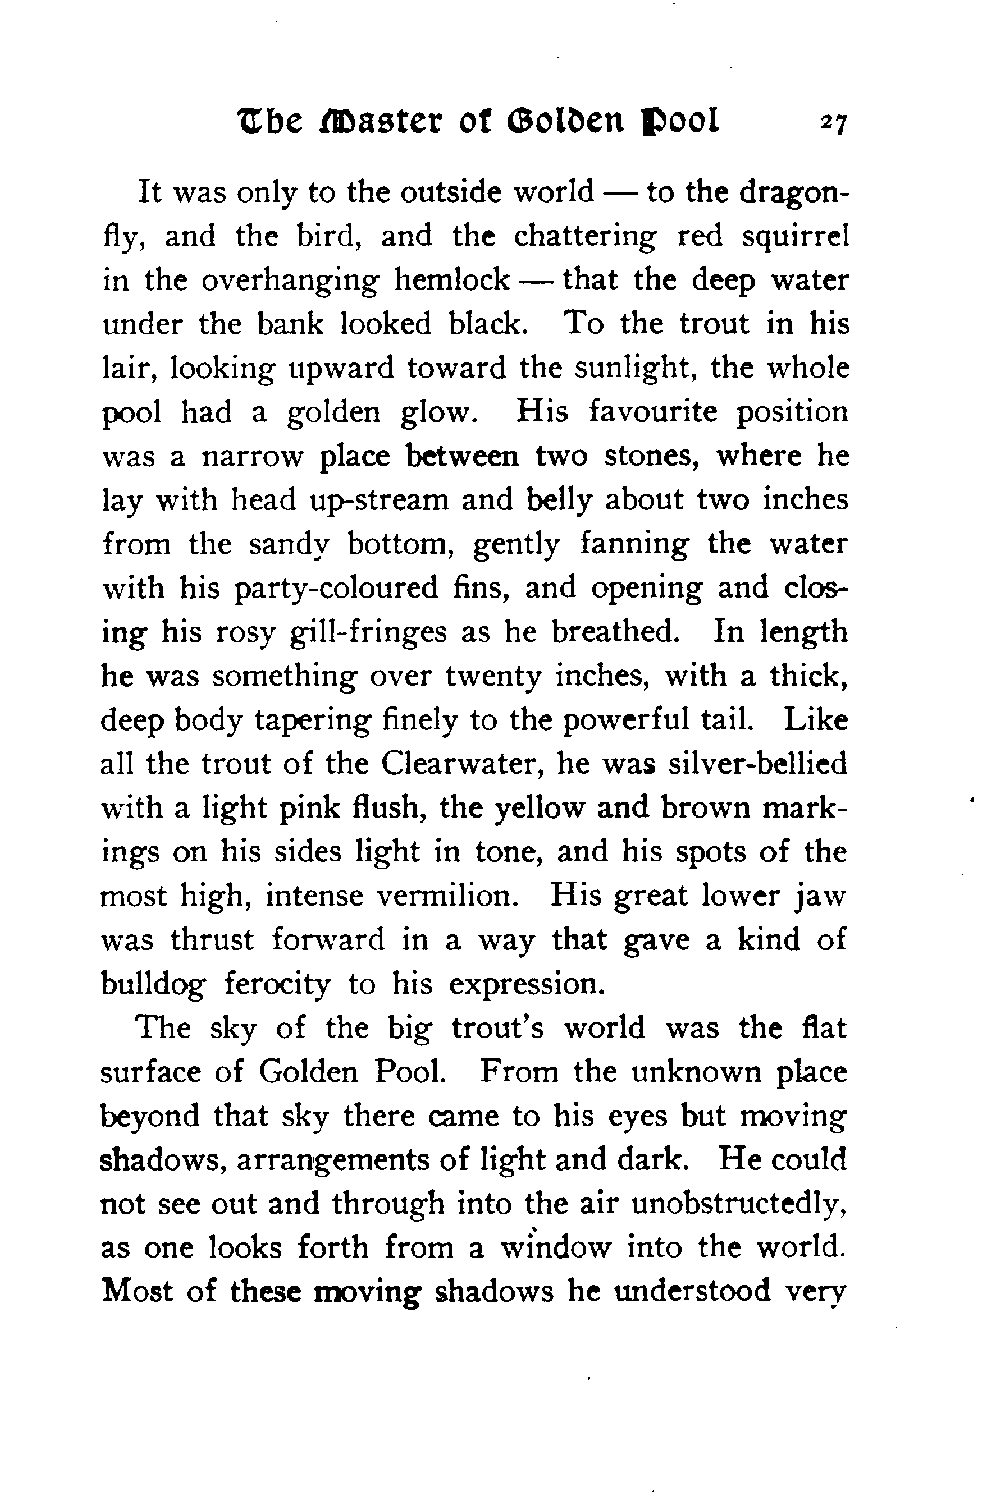 The Master of Golden Pool 27
It was only to the outside world — to the dragon-
fly, and the bird, and the chattering red squirrel
in the overhanging hemlock — that the deep water
under the bank looked black. To the trout in his
lair, looking upward toward the sunlight, the whole
pool had a golden glow. His favourite position
was a narrow place between two stones, where he
lay with head up-stream and belly about two inches
from the sandy bottom, gently fanning the water
with his party-coloured fins, and opening and clos-
ing his rosy gill-fringes as he breathed. In length
he was something over twenty inches, with a thick,
deep body tapering finely to the powerful tail. Like
all the trout of the Clearwater, he was silver-bellied
with a light pink flush, the yellow and brown mark-
ings on his sides light in tone, and his spots of the
most high, intense vermilion. His great lower jaw
was thrust forward in a way that gave a kind of
bulldog ferocity to his expression.
The sky of the big trout's world was the flat
surface of Golden Pool. From the unknown place
beyond that sky there came to his eyes but moving
shadows, arrangements of light and dark. He could
not see out and through into the air unobstructedly,
as one looks forth from a window into the world.
Most of these moving shadows he understood very